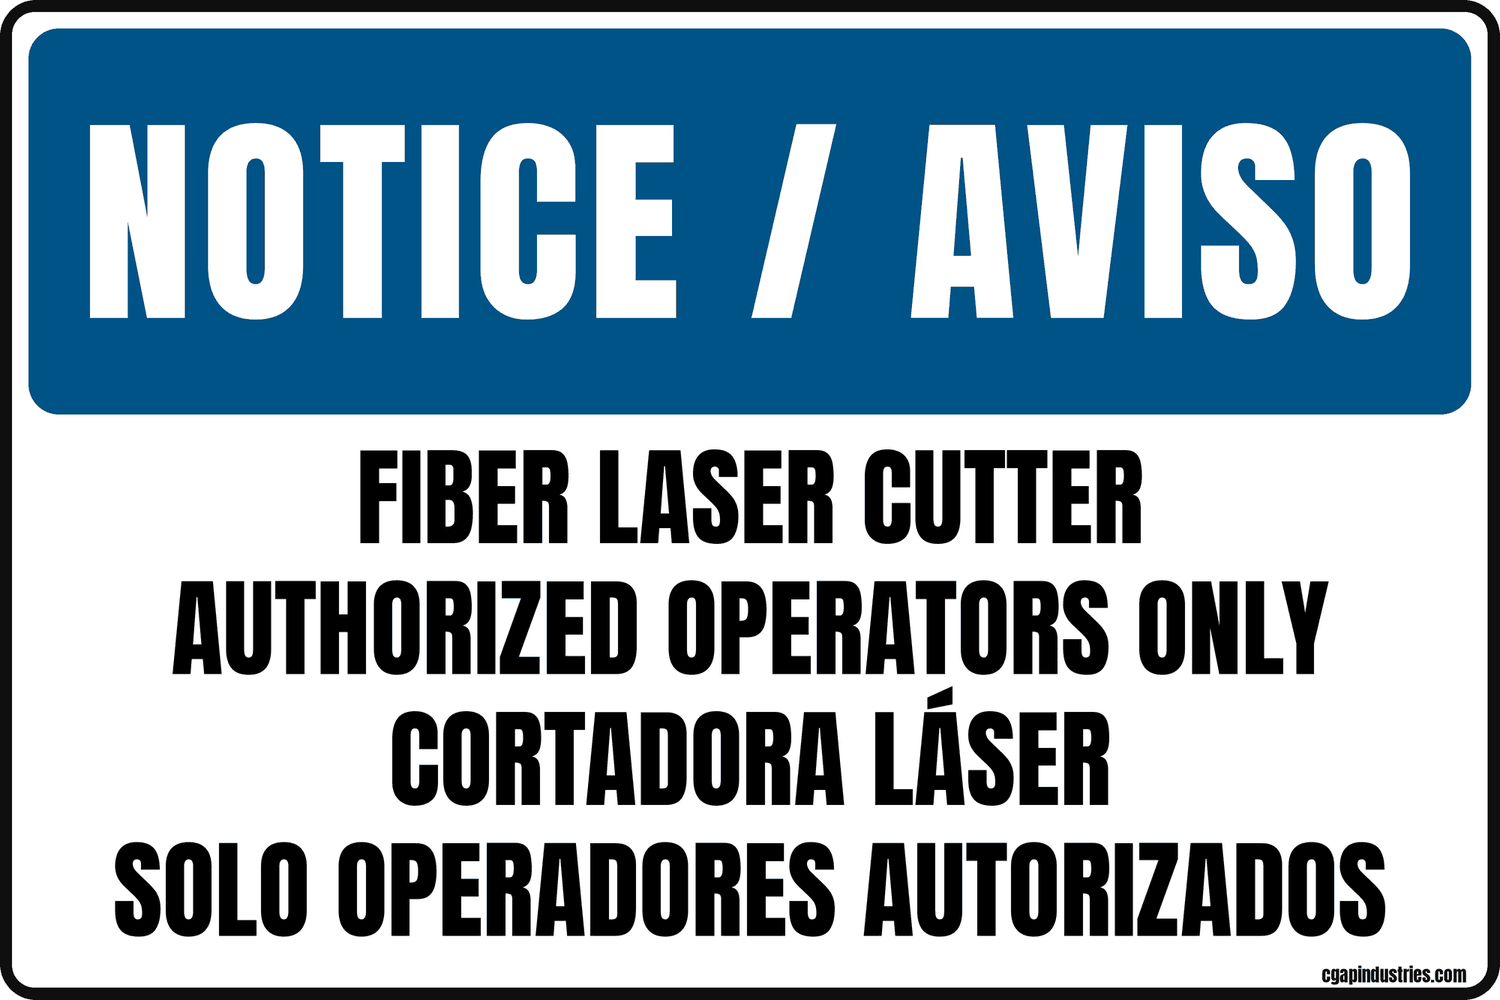 NOTICE / AVISO
FIBER LASER CUTTER
AUTHORIZED OPERATORS ONLY
CORTADORA LÁSER
SOLO OPERADORES AUTORIZADOS
cgapindustries.com